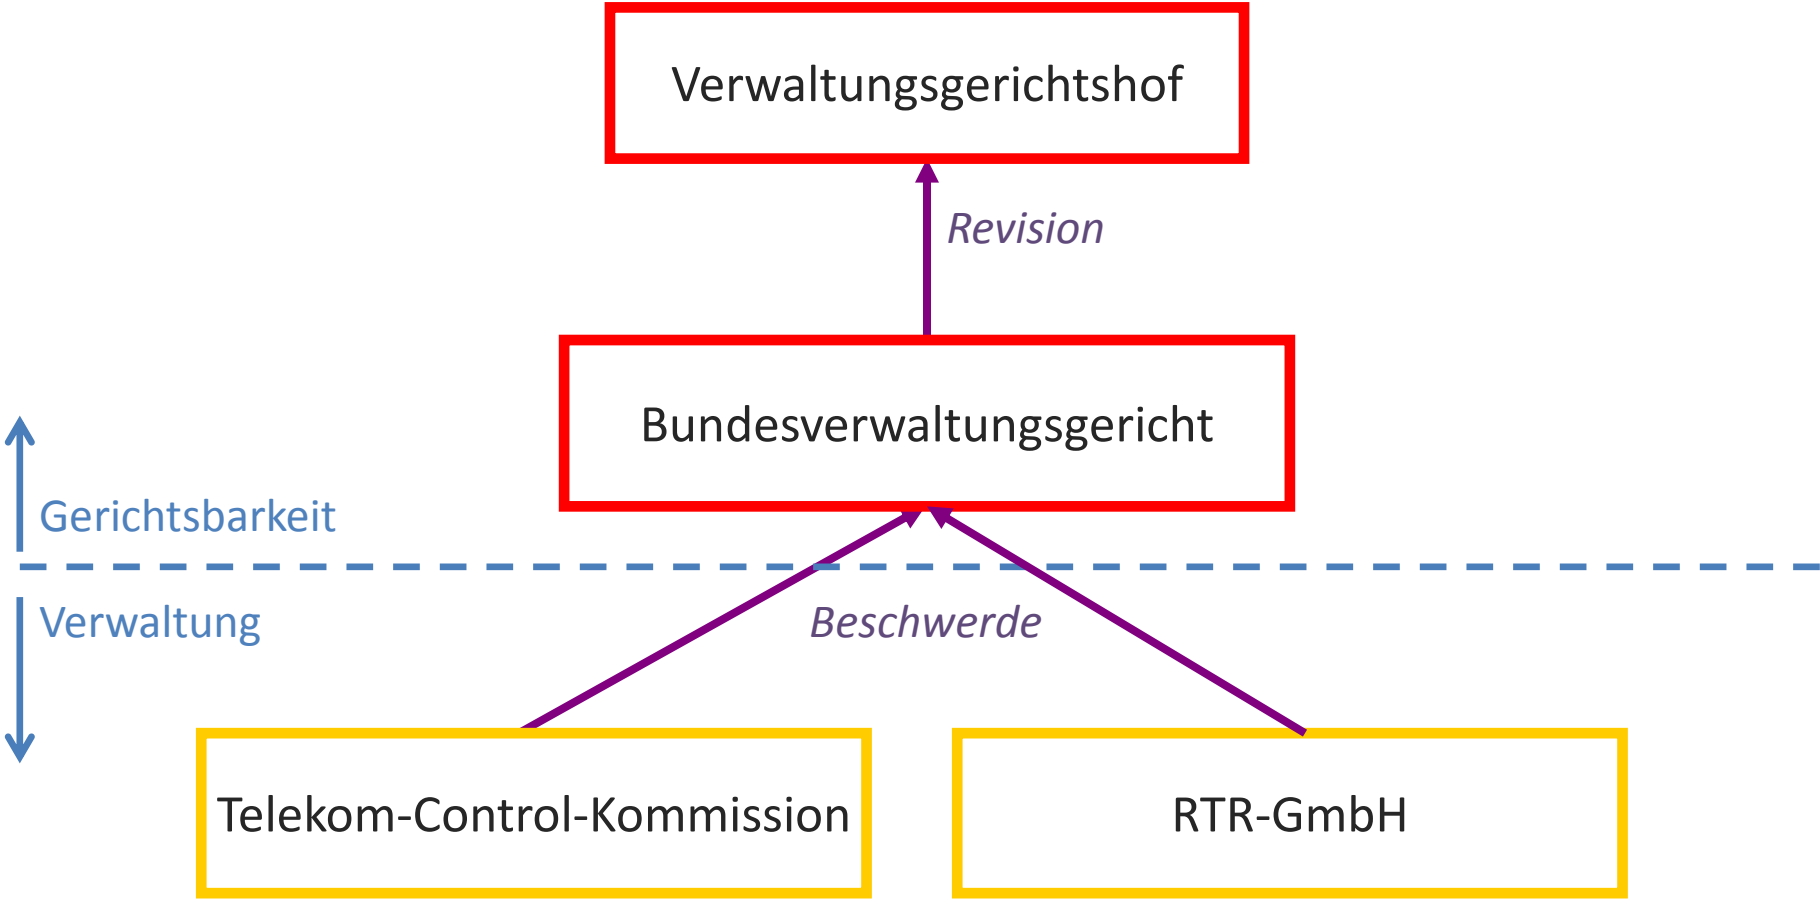 Verwaltungsgerichtshof
Revision
Bundesverwaltungsgericht
Gerichtsbarkeit
Verwaltung
Beschwerde
Telekom-Control-Kommission
RTR-GmbH